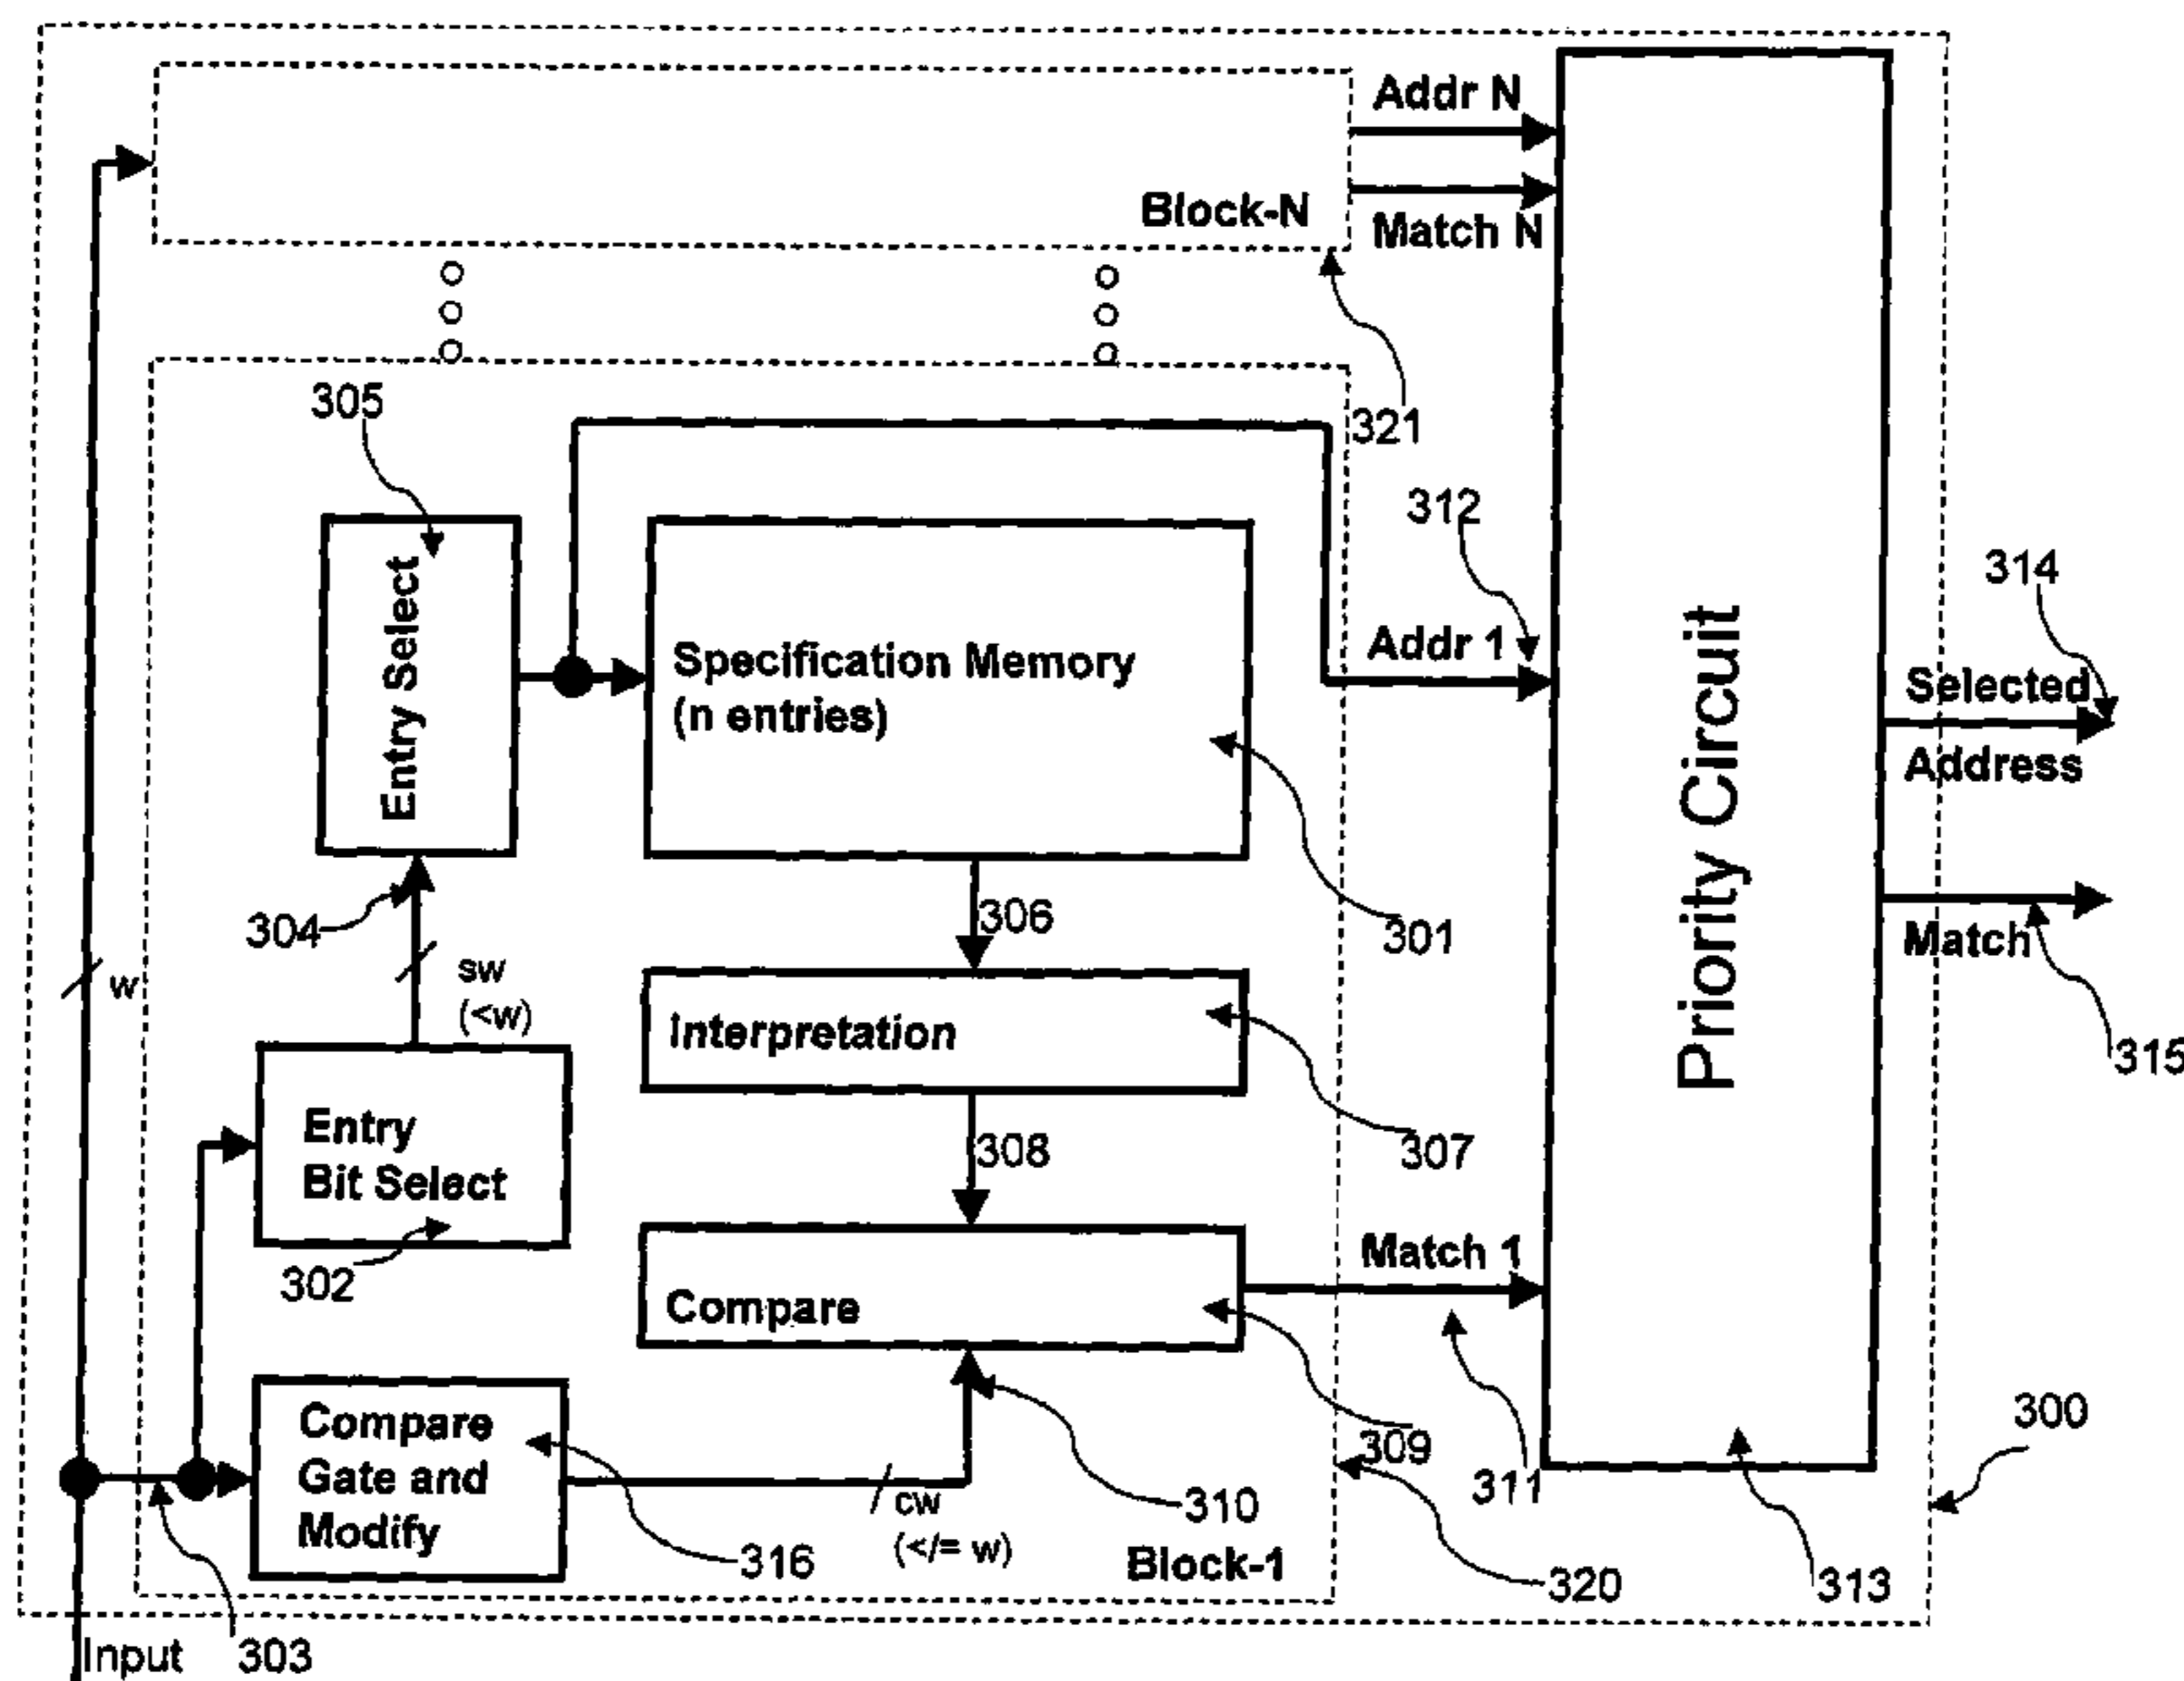 Addr N
Block-N
Match N
321
305
312
314
Entry Select
Specification Memory
(n entries)
Addr 1
Priority Circuit
Selected
Address
304
306
301
Match
w
sw
(<w)
Interpretation
315
Entry
Bit Select
308
307
302
Match 1
Compare
300
Compare
Gate and
Modify
309
311
cw
(</= w)
310
316
Block-1
320
313
Input
303